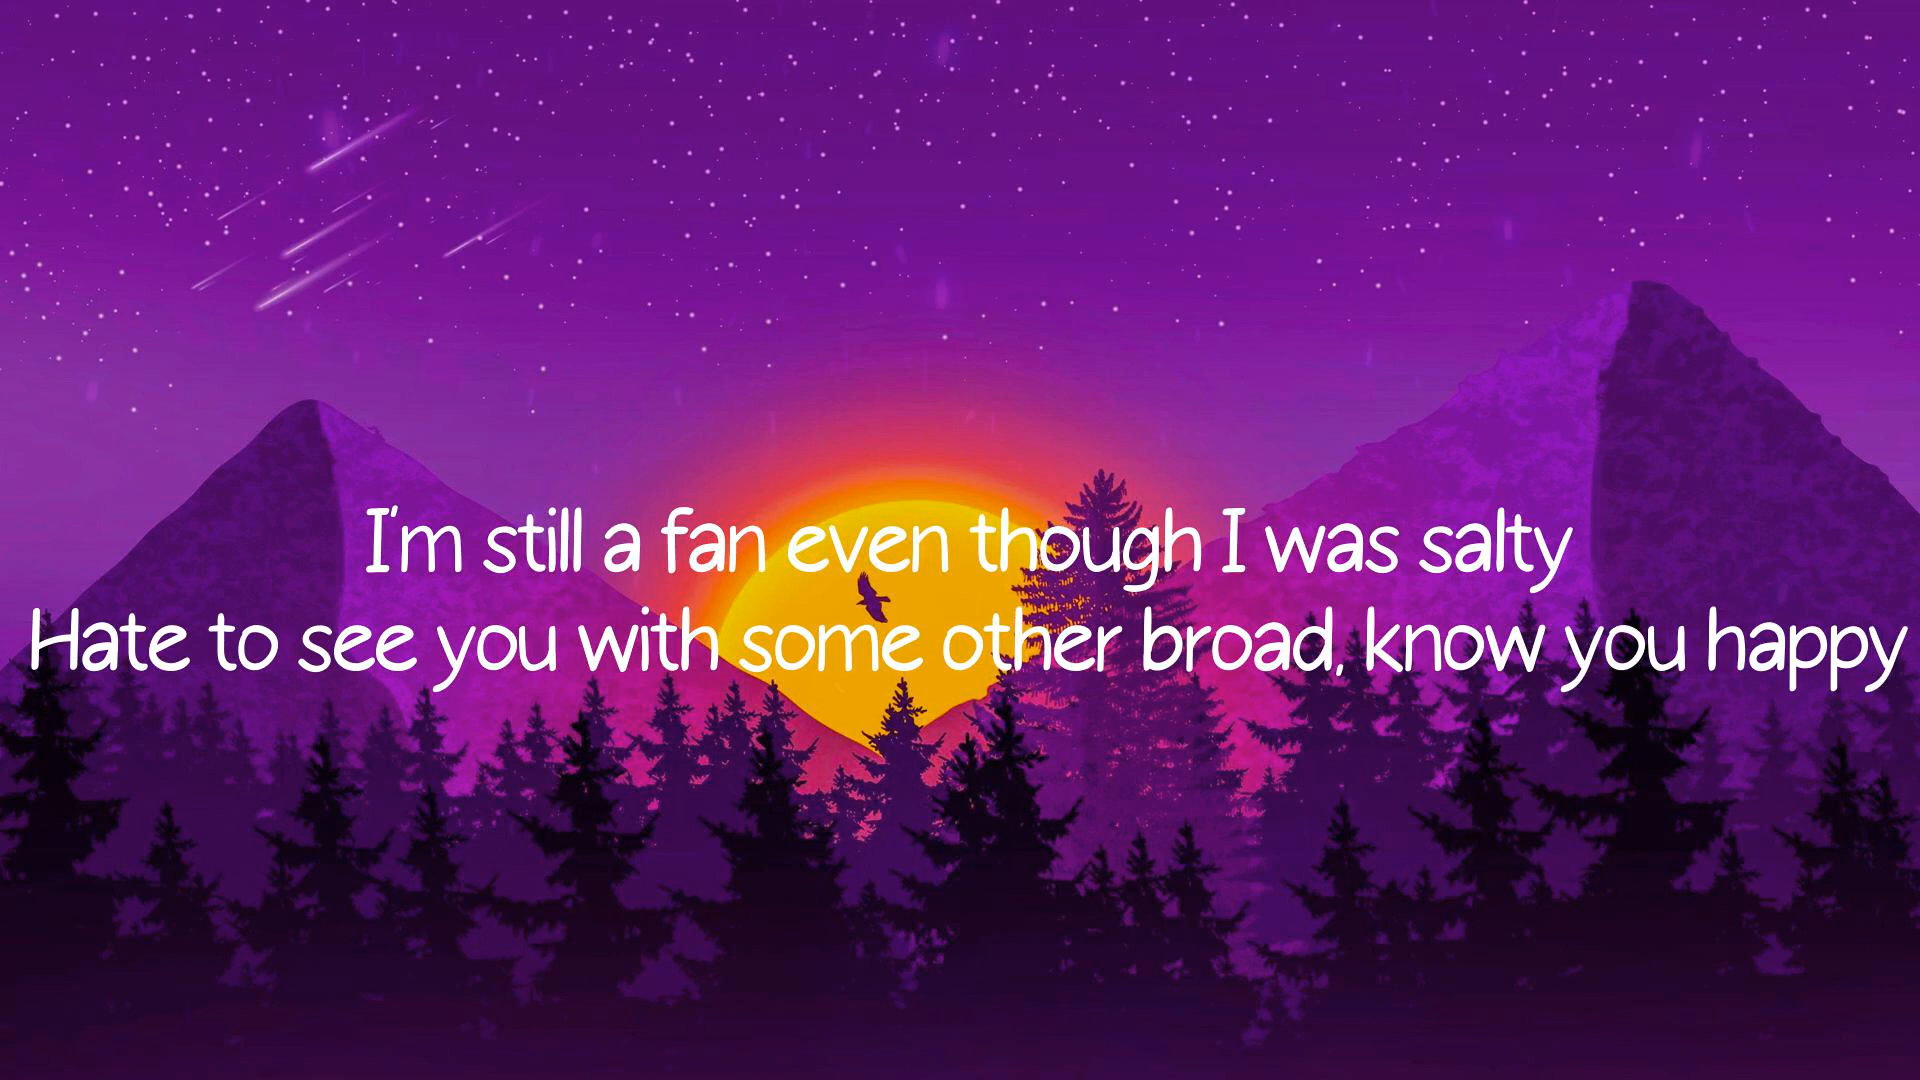 I'm still a fan even though I was salty
Hate to see you with some other broad, know you happy